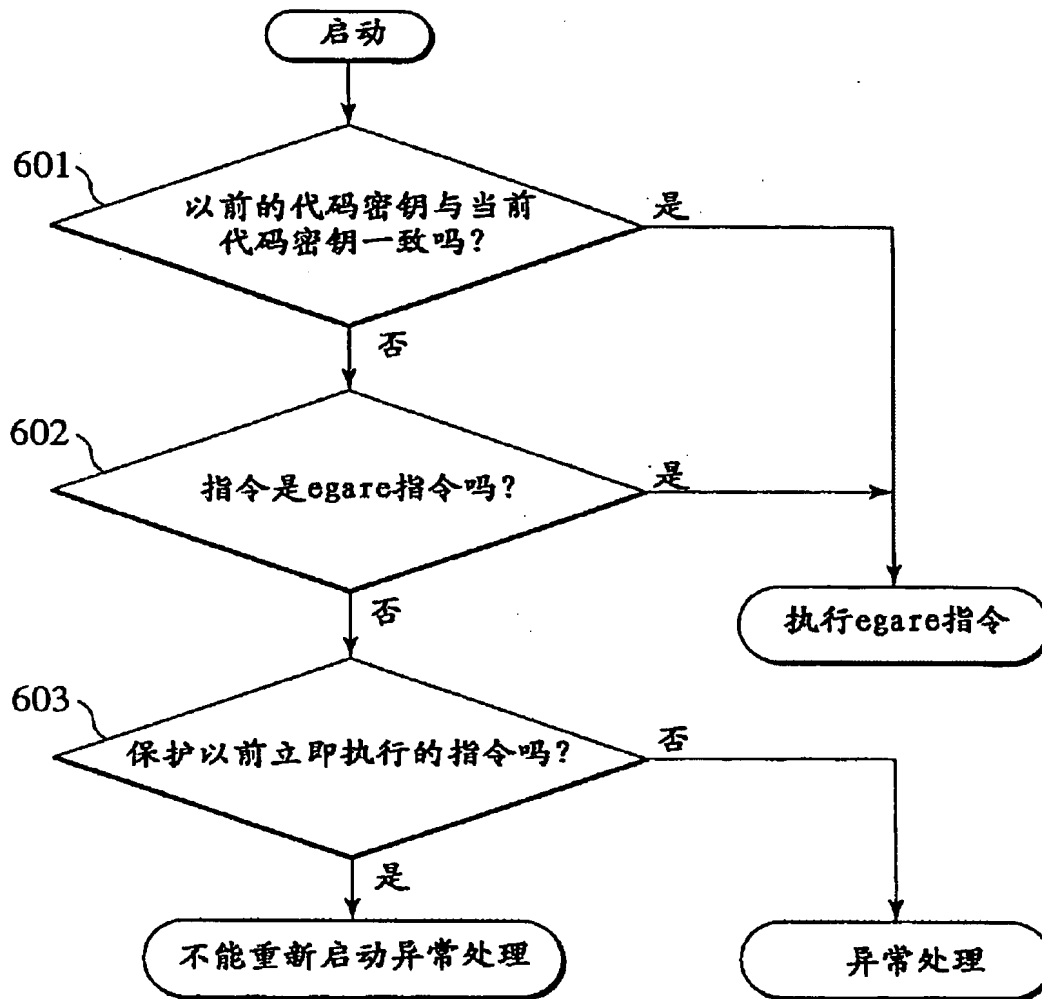 启动
601
以前的代码密钥与当前
代码密钥一致吗?
是
否
602
指令是egare指令吗?
是
否
执行egare指令
603
保护以前立即执行的指令吗?
否
是
不能重新启动异常处理
异常处理